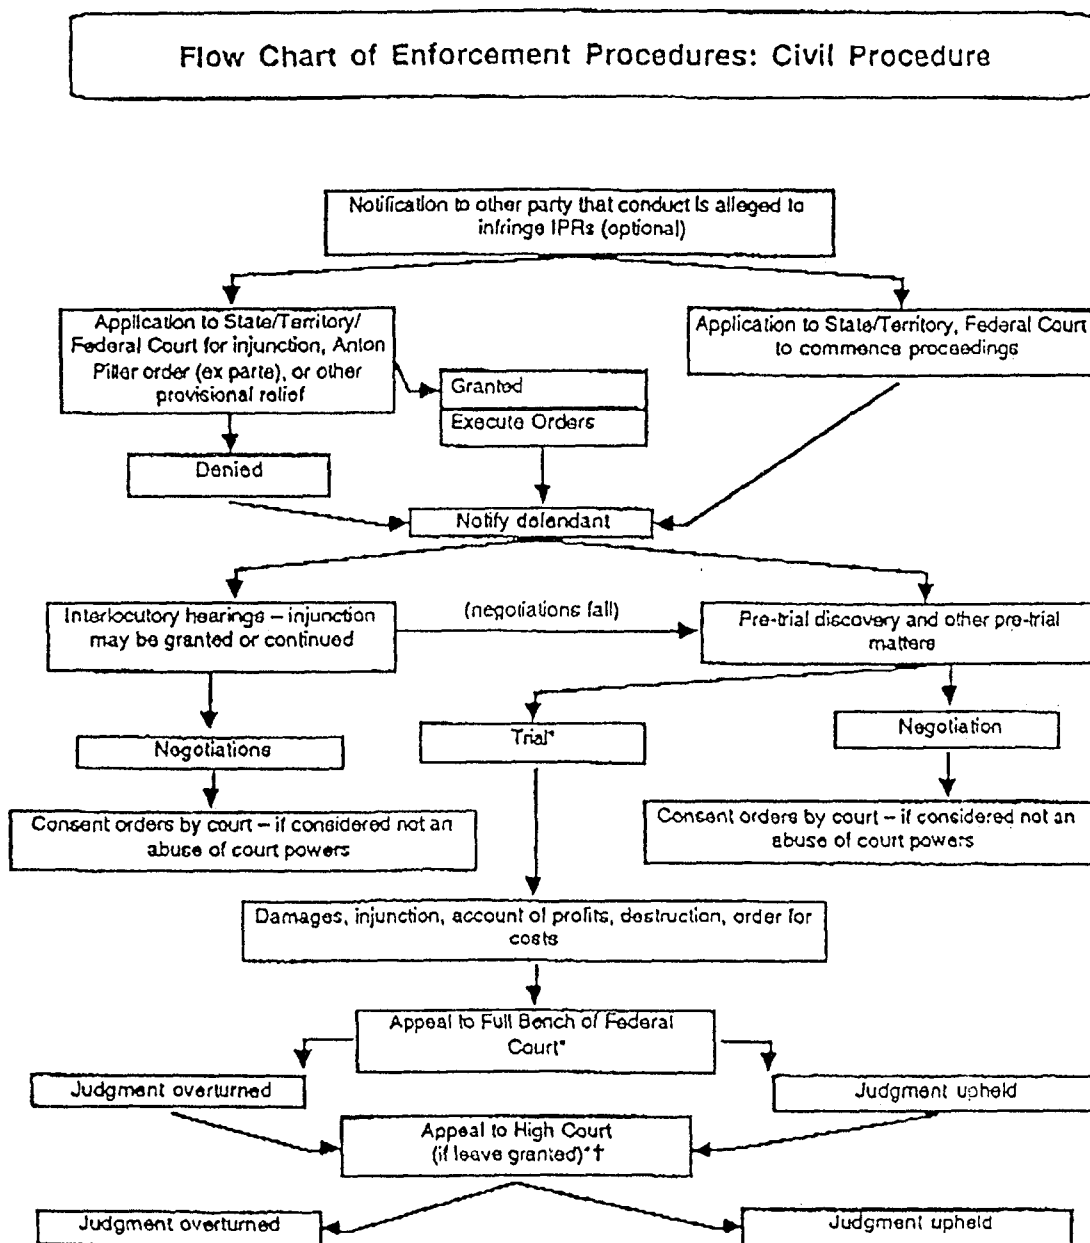 Flow Chart of Enforcement Procedures: Civil Procedure
Notification to other party that conduct is alleged to
infringe IPRs (optional)
Application to State/Territory/
Federal Court for injunction, Anton
Piller order (ex parte), or other
provisional relief
Application to State/Territory, Federal Court
to commence proceedings
Granted
Execute Orders
Denied
Notify defendant
Interlocutory hearings – injunction
may be granted or continued
(negotiations fail)
Pre-trial discovery and other pre-trial
matters
Negotiations
Trial*
Negotiation
Consent orders by court – if considered not an
abuse of court powers
Consent orders by court – if considered not an
abuse of court powers
Damages, injunction, account of profits, destruction, order for
costs
Appeal to Full Bench of Federal
Court*
Judgment overturned
Judgment upheld
Appeal to High Court
(if leave granted)*†
Judgment overturned
Judgment upheld